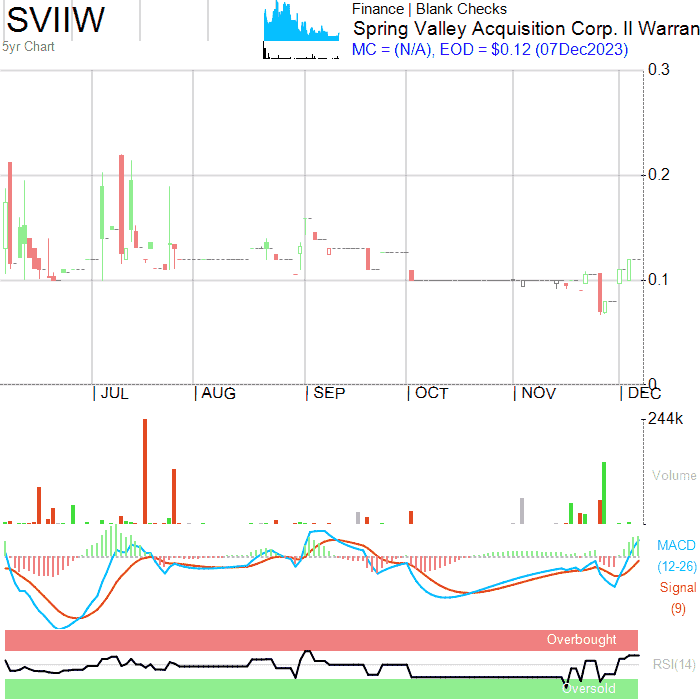 SVIIW
5yr Chart
Finance | Blank Checks
Spring Valley Acquisition Corp. II Warran
MC = (N/A), EOD = $0.12 (07Dec2023)
0.3
0.2
0.1
0
| JUL | AUG | SEP | OCT | NOV | DEC
244k
Volume
MACD
(12-26)
Signal
(9)
Overbought
RSI(14)
Oversold